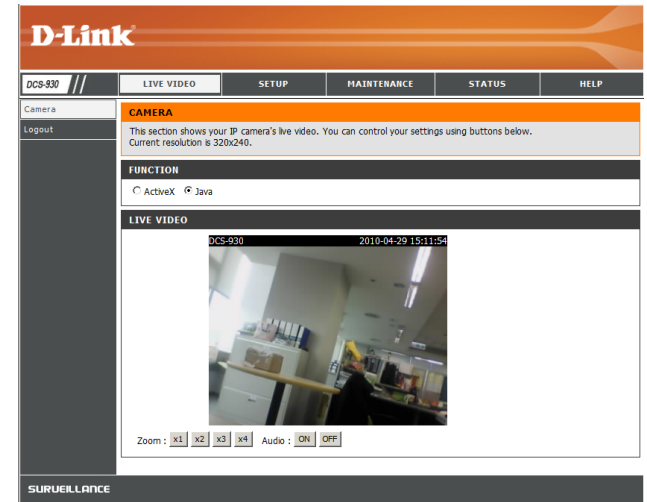 D-Link
DCS-930 // LIVE VIDEO SETUP MAINTENANCE STATUS HELP
Camera
Logout
CAMERA
This section shows your IP camera's live video. You can control your settings using buttons below.
Current resolution is 320x240.
FUNCTION
ActiveX Java
LIVE VIDEO
DCS-930 2010-04-29 15:11:54
Zoom : x1 x2 x3 x4 Audio : ON OFF
SURVEILLANCE